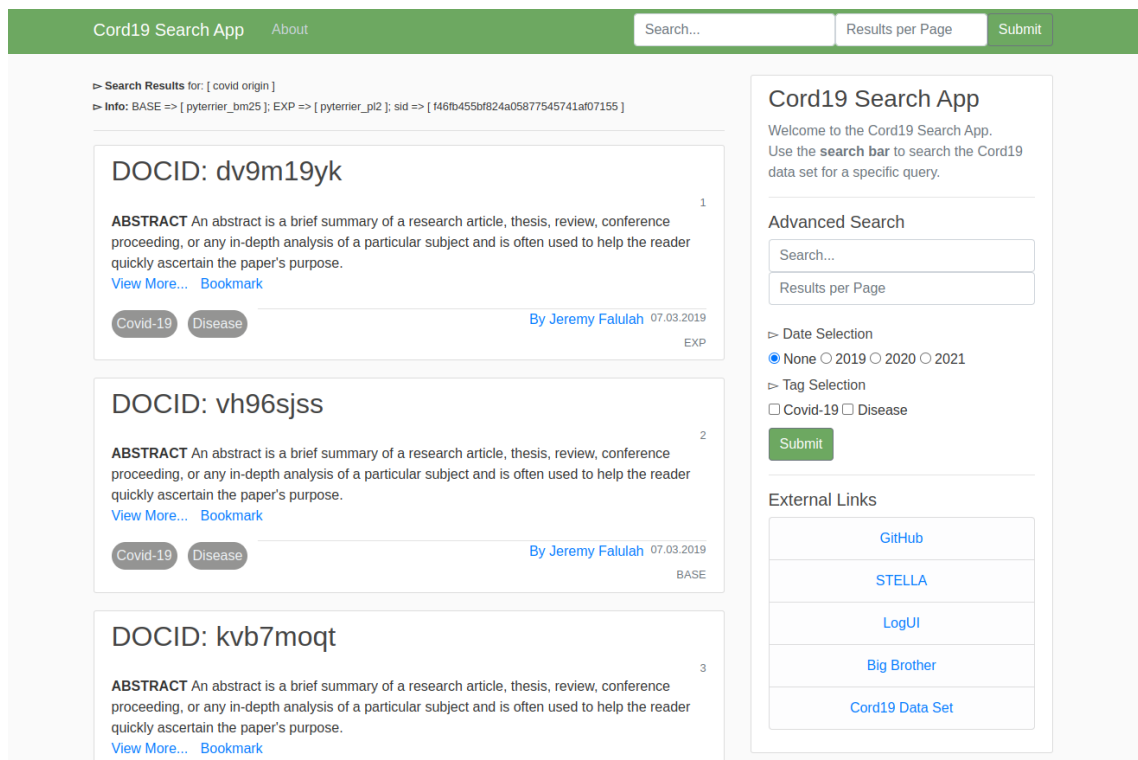 Cord19 Search App About Search... Results per Page Submit
▻ Search Results for: [ covid origin ]
▻ Info: BASE => [ pyterrier_bm25 ]; EXP => [ pyterrier_pl2 ]; sid => [ f46fb455bf824a05877545741af07155 ]
DOCID: dv9m19yk
1
ABSTRACT An abstract is a brief summary of a research article, thesis, review, conference
proceeding, or any in-depth analysis of a particular subject and is often used to help the reader
quickly ascertain the paper's purpose.
View More... Bookmark
Covid-19 Disease By Jeremy Falulah 07.03.2019
EXP
DOCID: vh96sjss
2
ABSTRACT An abstract is a brief summary of a research article, thesis, review, conference
proceeding, or any in-depth analysis of a particular subject and is often used to help the reader
quickly ascertain the paper's purpose.
View More... Bookmark
Covid-19 Disease By Jeremy Falulah 07.03.2019
BASE
DOCID: kvb7moqt
3
ABSTRACT An abstract is a brief summary of a research article, thesis, review, conference
proceeding, or any in-depth analysis of a particular subject and is often used to help the reader
quickly ascertain the paper's purpose.
View More... Bookmark
Cord19 Search App
Welcome to the Cord19 Search App.
Use the search bar to search the Cord19
data set for a specific query.
Advanced Search
Search...
Results per Page
▻ Date Selection
None 2019 2020 2021
▻ Tag Selection
Covid-19 Disease
Submit
External Links
GitHub
STELLA
LogUI
Big Brother
Cord19 Data Set